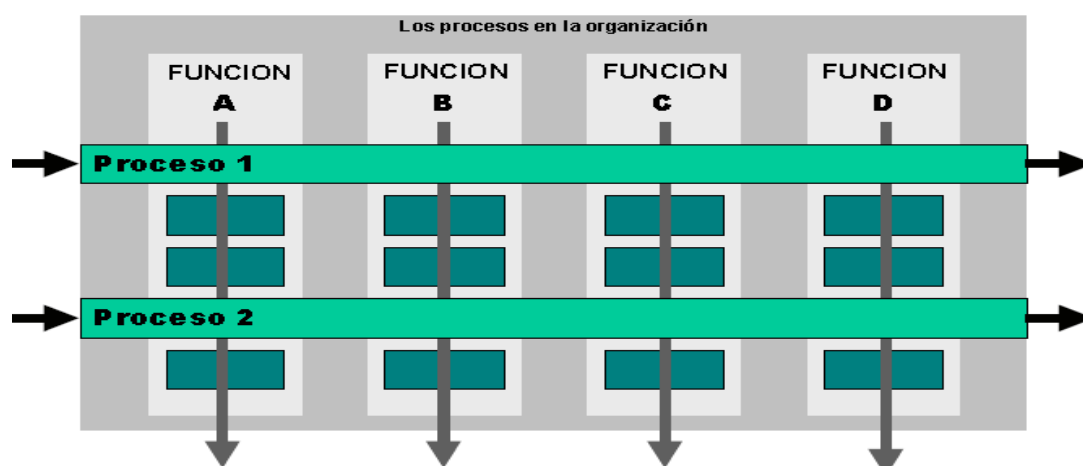 Los procesos en la organización
FUNCION
A
FUNCION
B
FUNCION
C
FUNCION
D
Proceso 1
Proceso 2